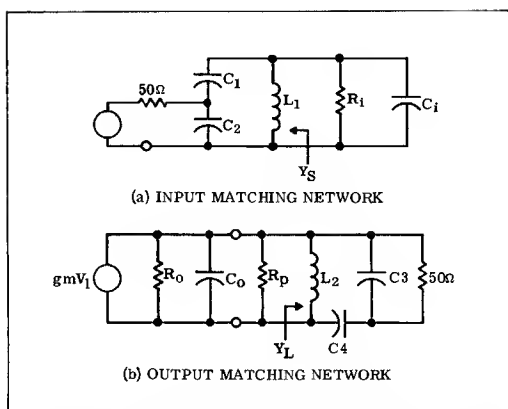 50Ω
C1
C2
L1
Ri
Ci
YS
(a) INPUT MATCHING NETWORK
gmV1
Ro
Co
Rp
L2
C3
50Ω
YL
C4
(b) OUTPUT MATCHING NETWORK